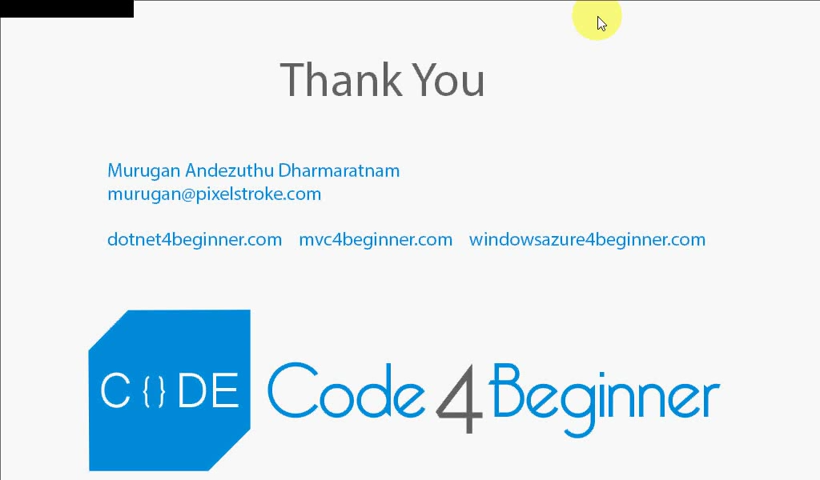 Thank You
Murugan Andezuthu Dharmaratnam
murugan@pixelstroke.com
dotnet4beginner.com mvc4beginner.com windowsazure4beginner.com
C{}DE
Code4Beginner